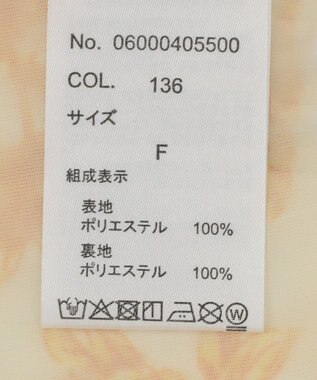 No. 06000405500
COL. 136
サイズ
F
組成表示
表地
ポリエステル 100%
裏地
ポリエステル 100%